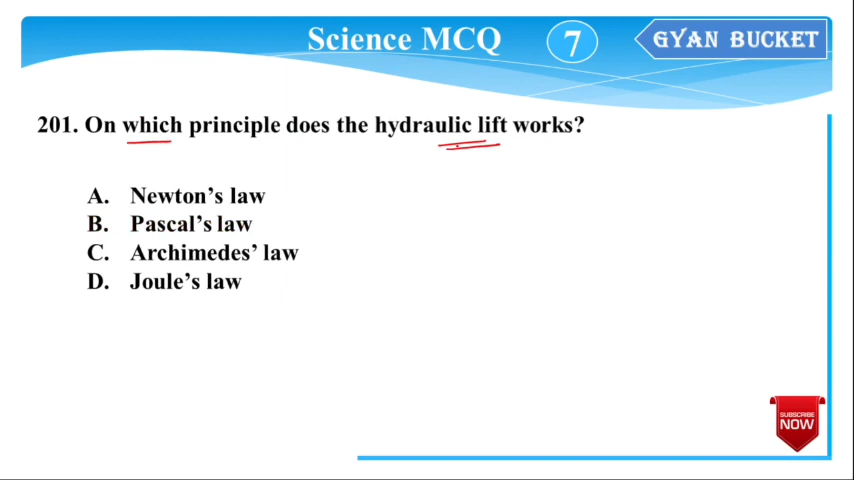 Science MCQ
7
GYAN BUCKET
201. On which principle does the hydraulic lift works?
A. Newton's law
B. Pascal's law
C. Archimedes' law
D. Joule's law
SUBSCRIBE
NOW